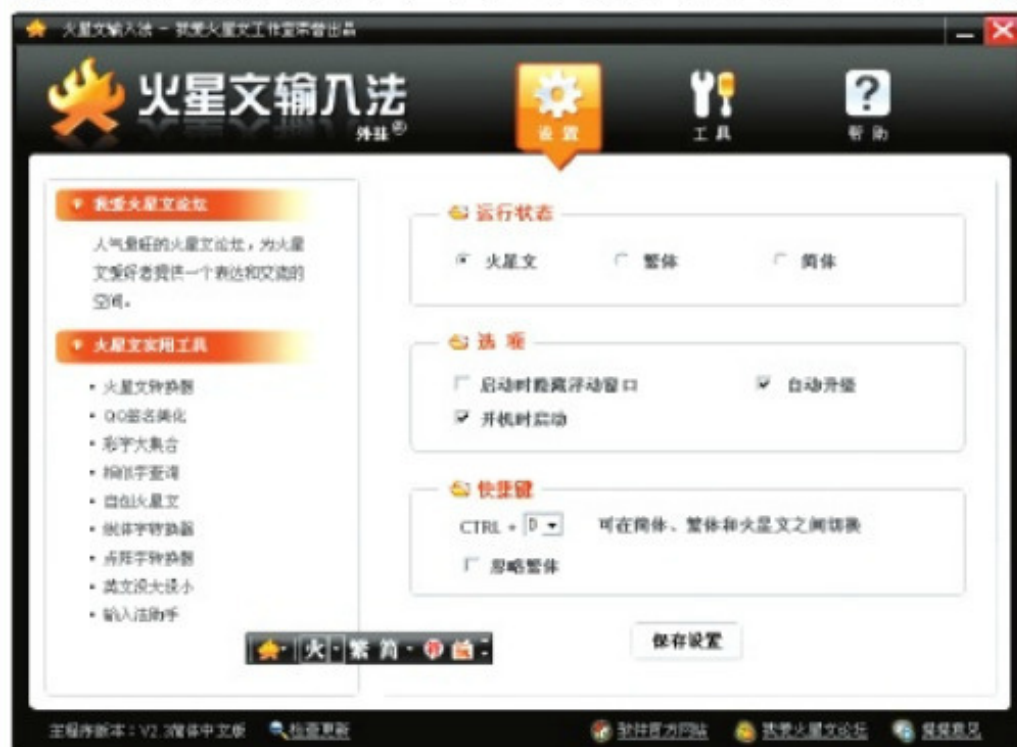 火星文输入法 - 我爱火星文工作室荣誉出品
火星文输入法
外挂®
设置
工具
帮助
我爱火星文论坛
人气最旺的火星文论坛，为火星
文爱好者提供一个表达和交流的
空间。
火星文实用工具
• 火星文转换器
• QQ签名美化
• 彩字大集合
• 相似字查询
• 自创火星文
• 繁体字转换器
• 点阵字转换器
• 英文没大没小
• 输入法助手
运行状态
火星文
繁体
简体
选项
启动时隐藏浮动窗口
自动升级
开机时启动
快捷键
CTRL + D
可在简体、繁体和火星文之间切换
忽略繁体
保存设置
火 繁 简
主程序版本：V2.3简体中文版
检查更新
软件官方网站
我爱火星文论坛